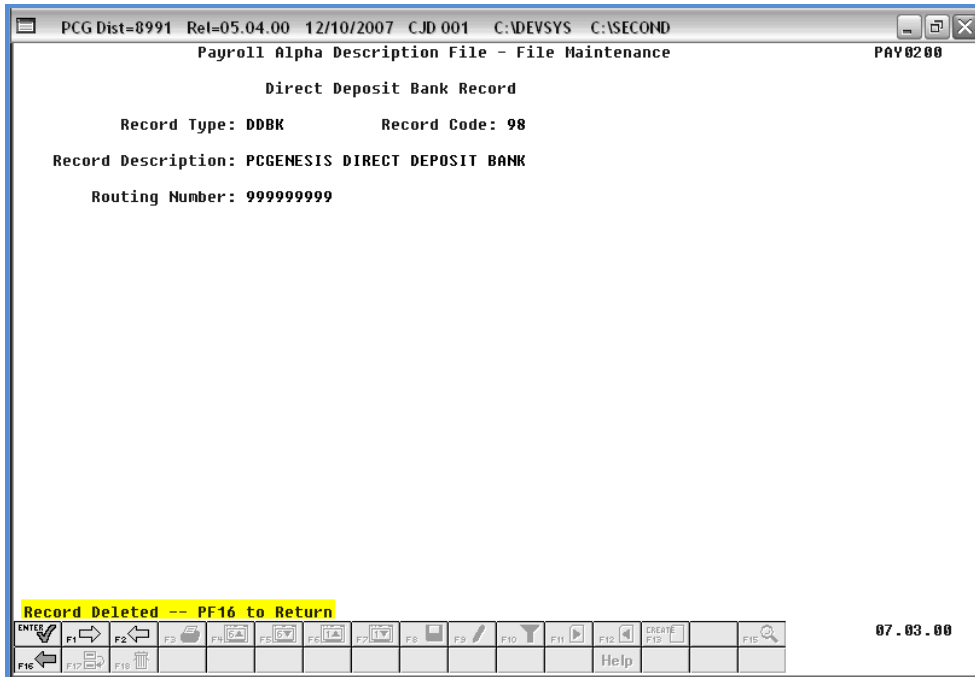 PCG Dist=8991 Rel=05.04.00 12/10/2007 CJD 001 C:\DEVSYS C:\SECOND
Payroll Alpha Description File - File Maintenance PAY0200
Direct Deposit Bank Record
Record Type: DDBK Record Code: 98
Record Description: PCGENESIS DIRECT DEPOSIT BANK
Routing Number: 999999999
Record Deleted -- PF16 to Return
ENTER F1 F2 F3 F4 F5 F6 F7 F8 F9 F10 F11 F12 CREATE F13 F15 07.03.00
F16 F17 F18 Help